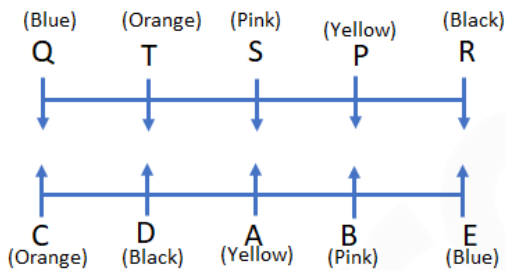 (Blue) (Orange) (Pink) (Yellow) (Black)
Q T S P R
C D A B E
(Orange) (Black) (Yellow) (Pink) (Blue)